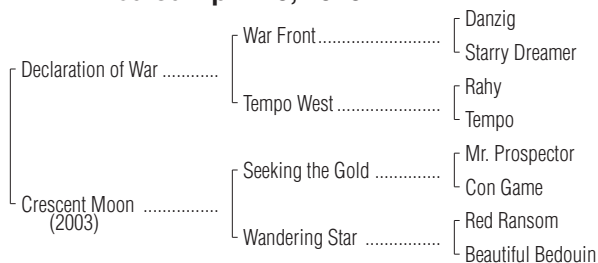 Danzig
War Front
Starry Dreamer
Declaration of War
Rahy
Tempo West
Tempo
Mr. Prospector
Seeking the Gold
Con Game
Crescent Moon
(2003)
Red Ransom
Wandering Star
Beautiful Bedouin